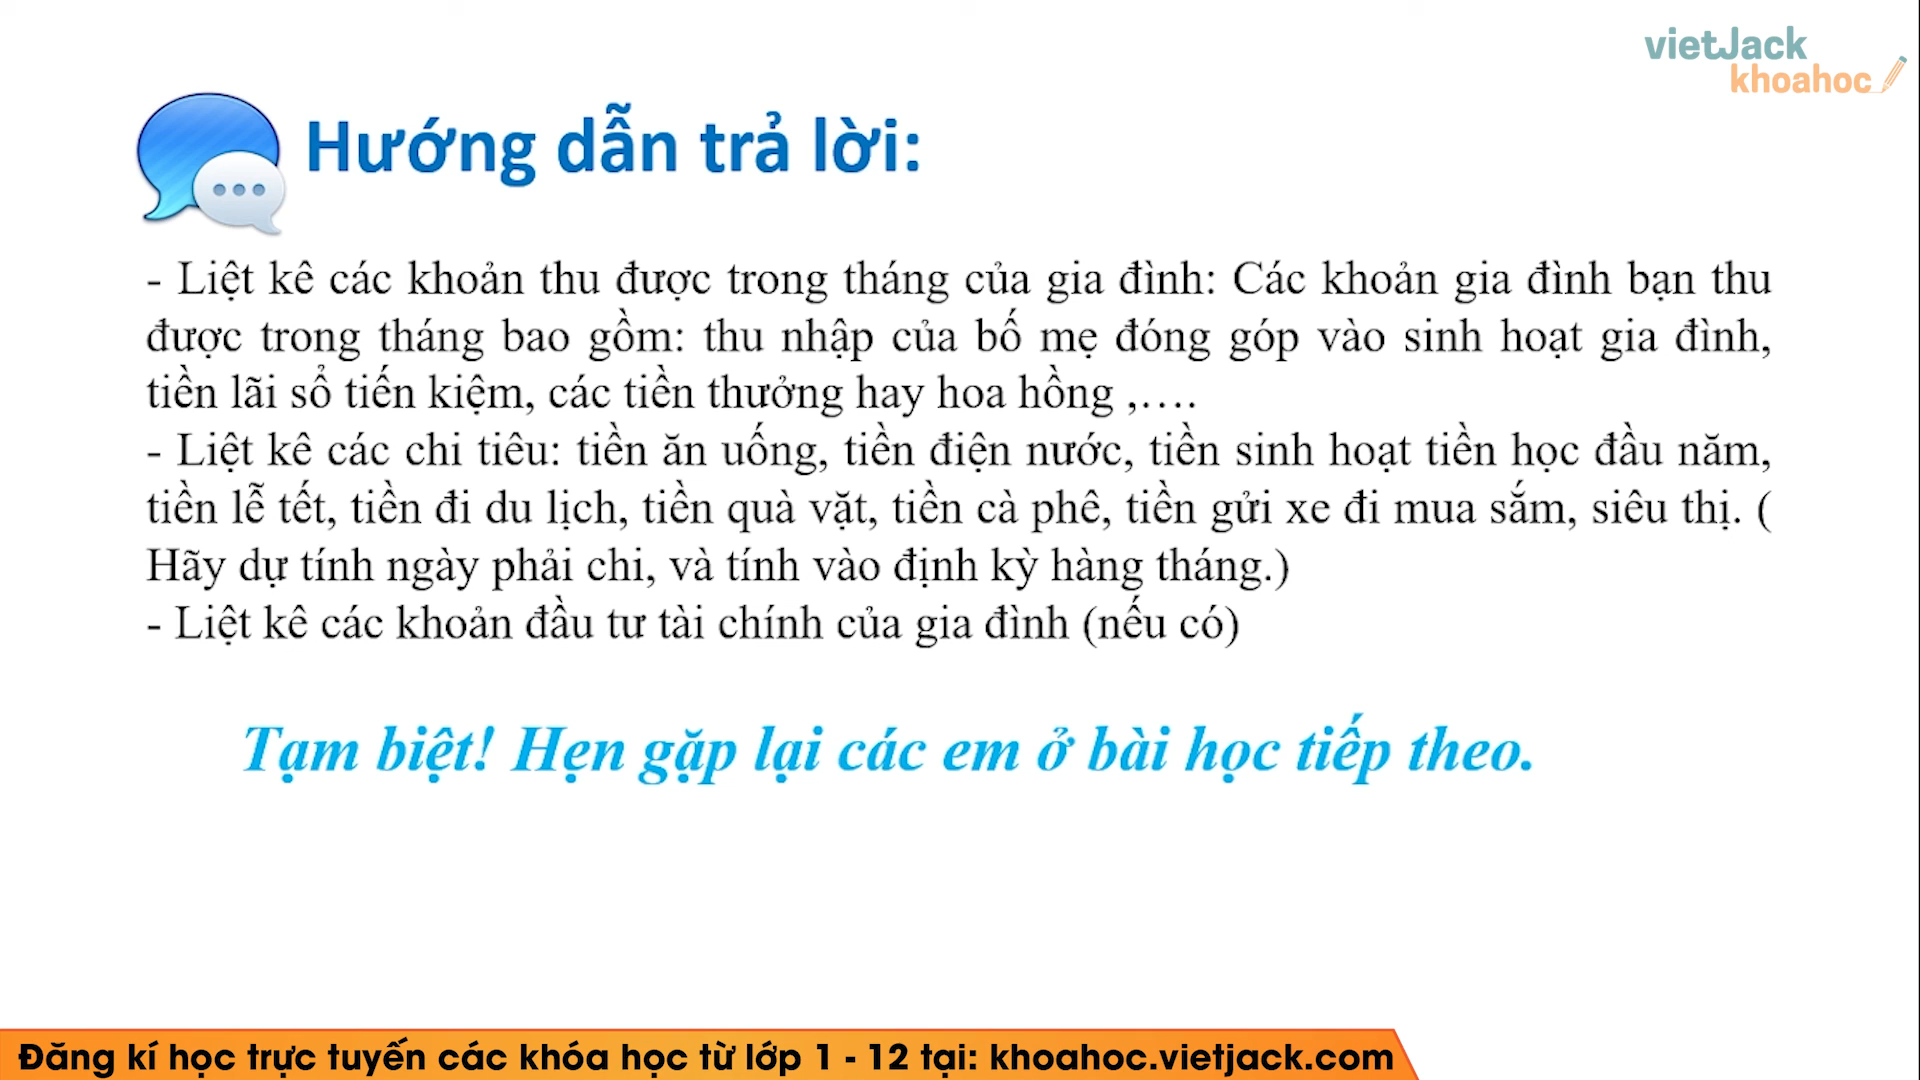 vietJack
khoahoc
Hướng dẫn trả lời:
- Liệt kê các khoản thu được trong tháng của gia đình: Các khoản gia đình bạn thu
được trong tháng bao gồm: thu nhập của bố mẹ đóng góp vào sinh hoạt gia đình,
tiền lãi sổ tiến kiệm, các tiền thưởng hay hoa hồng ,….
- Liệt kê các chi tiêu: tiền ăn uống, tiền điện nước, tiền sinh hoạt tiền học đầu năm,
tiền lễ tết, tiền đi du lịch, tiền quà vặt, tiền cà phê, tiền gửi xe đi mua sắm, siêu thị. (
Hãy dự tính ngày phải chi, và tính vào định kỳ hàng tháng.)
- Liệt kê các khoản đầu tư tài chính của gia đình (nếu có)
Tạm biệt! Hẹn gặp lại các em ở bài học tiếp theo.
Đăng kí học trực tuyến các khóa học từ lớp 1 - 12 tại: khoahoc.vietjack.com